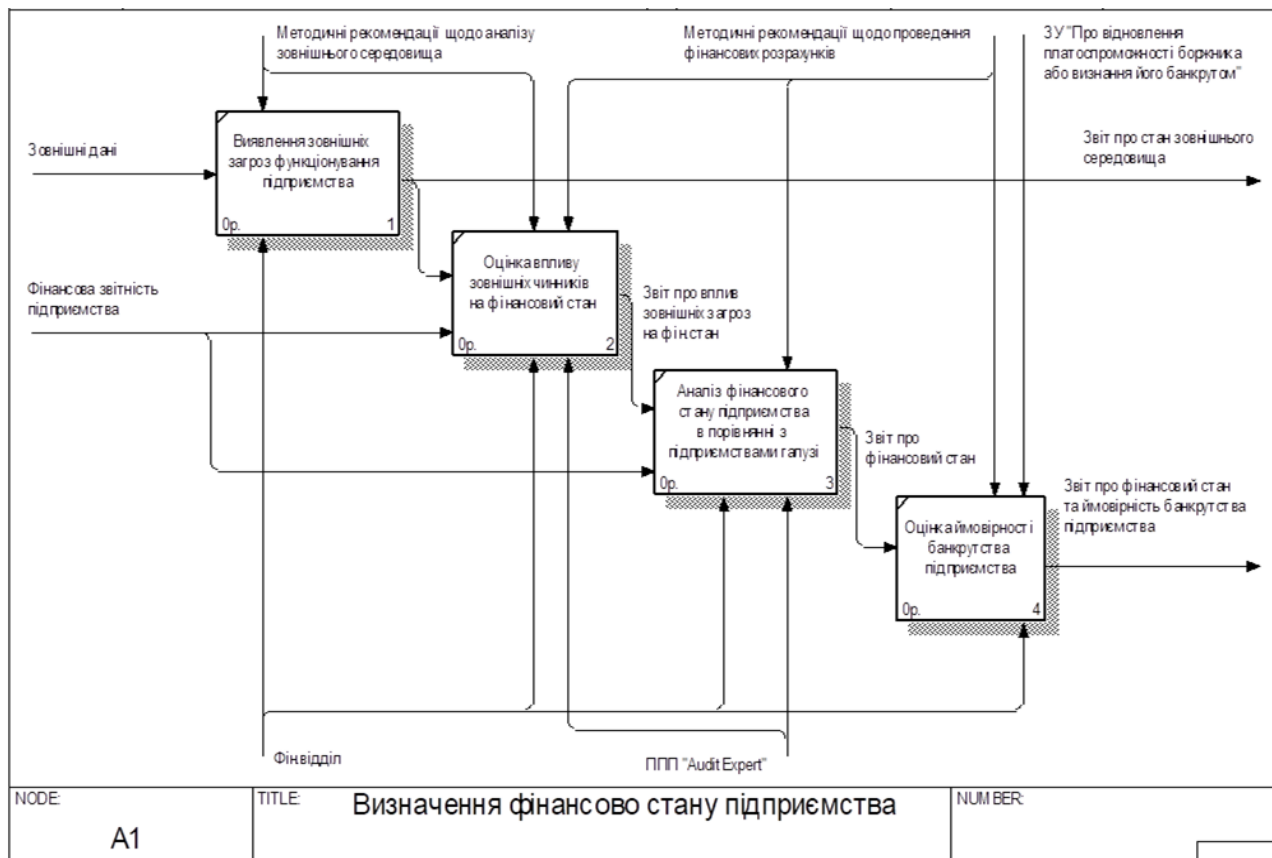 Методичні рекомендації щодо аналізу
зовнішнього середовища
Методичні рекомендації щодо проведення
фінансових розрахунків
ЗУ "Про відновлення
платоспроможності боржника
або визнання його банкрутом"
Зовнішні дані
Виявлення зовнішніх
загроз функціонування
підприємства
0р.
1
Звіт про стан зовнішнього
середовища
Фінансова звітність
підприємства
Оцінка впливу
зовнішніх чинників
на фінансовий стан
0р.
2
Звіт про вплив
зовнішніх загроз
на фін.стан
Аналіз фінансового
стану підприємства
в порівнянні з
підприємствами галузі
0р.
3
Звіт про
фінансовий стан
Оцінка ймовірності
банкрутства
підприємства
0р.
4
Звіт про фінансовий стан
та ймовірність банкрутства
підприємства
Фін.відділ
ППП "Audit Expert"
NODE:
A1
TITLE:
Визначення фінансово стану підприємства
NUMBER: